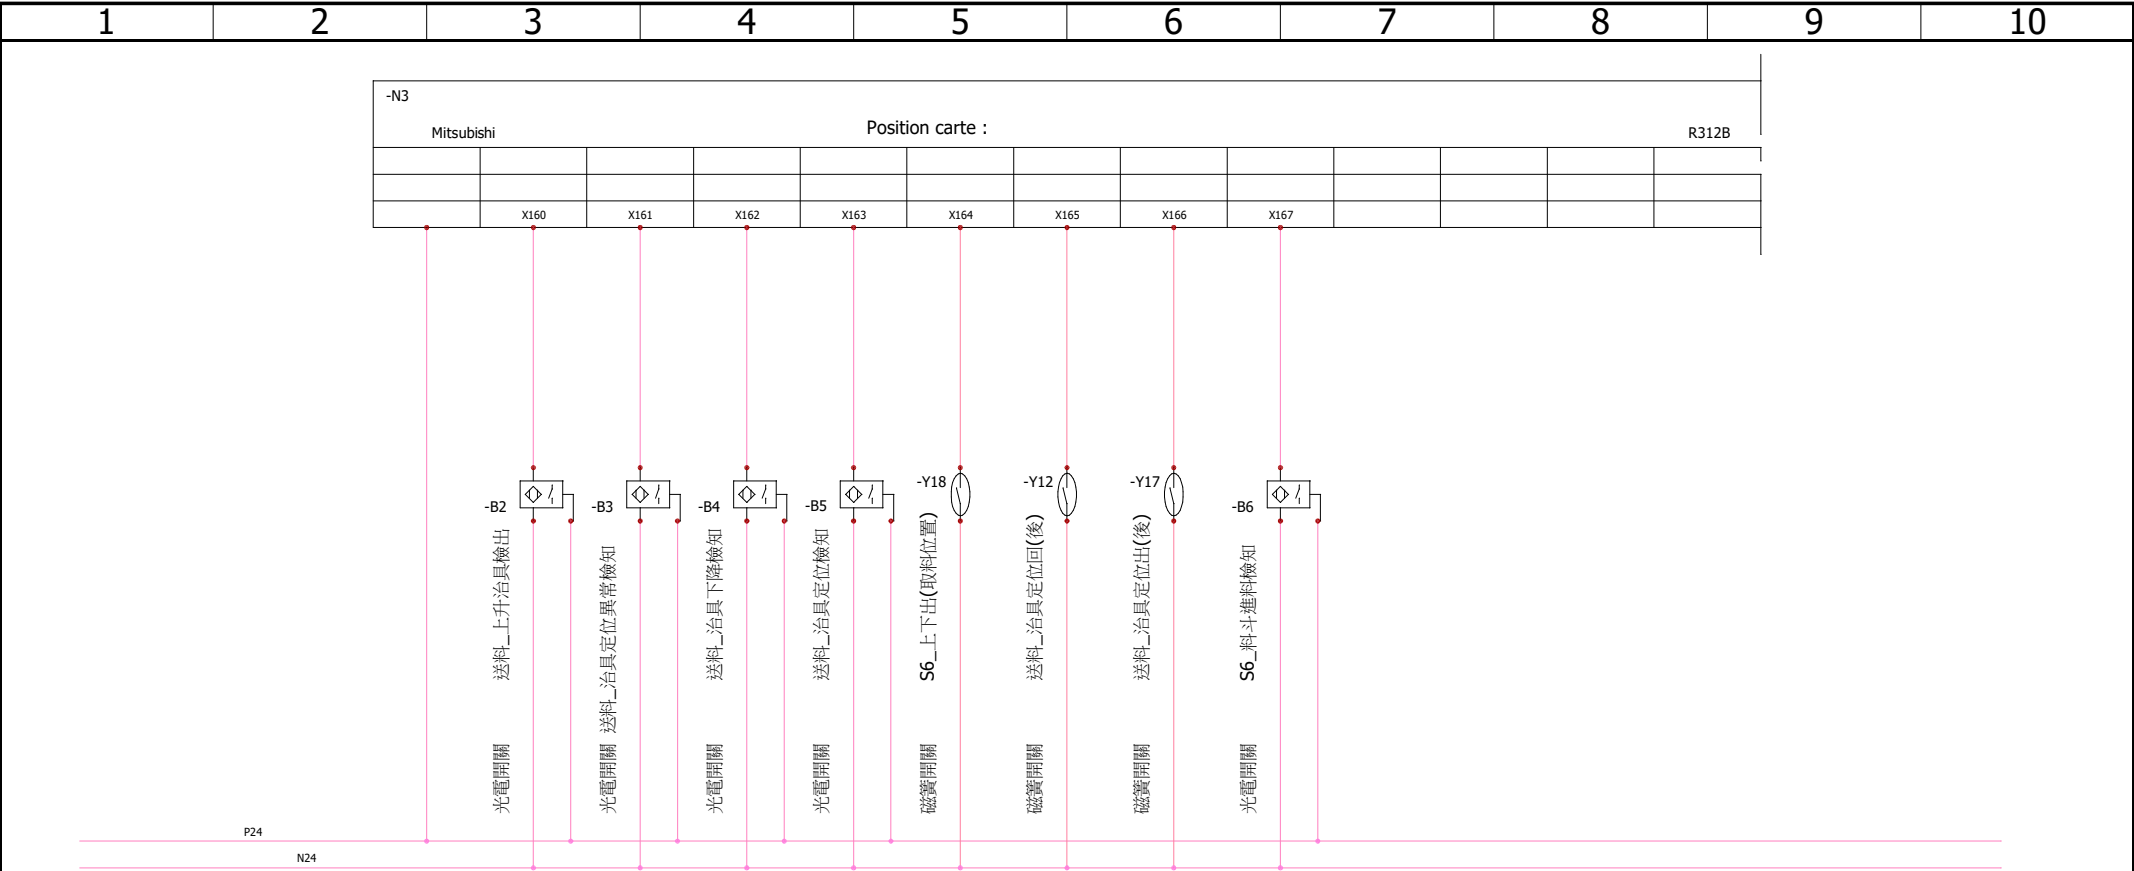 1 2 3 4 5 6 7 8 9 10
-N3
Mitsubishi Position carte : R312B
X160 X161 X162 X163 X164 X165 X166 X167
-B2
-B3
-B4
-B5
-Y18
-Y12
-Y17
-B6
送料_上升治具檢出
送料_治具定位異常檢知
送料_治具下降檢知
送料_治具定位檢知
S6_上下出(取料位置)
送料_治具定位回(後)
送料_治具定位出(後)
S6_料斗進料檢知
光電開關
光電開關
光電開關
光電開關
磁簧開關
磁簧開關
磁簧開關
光電開關
P24
N24